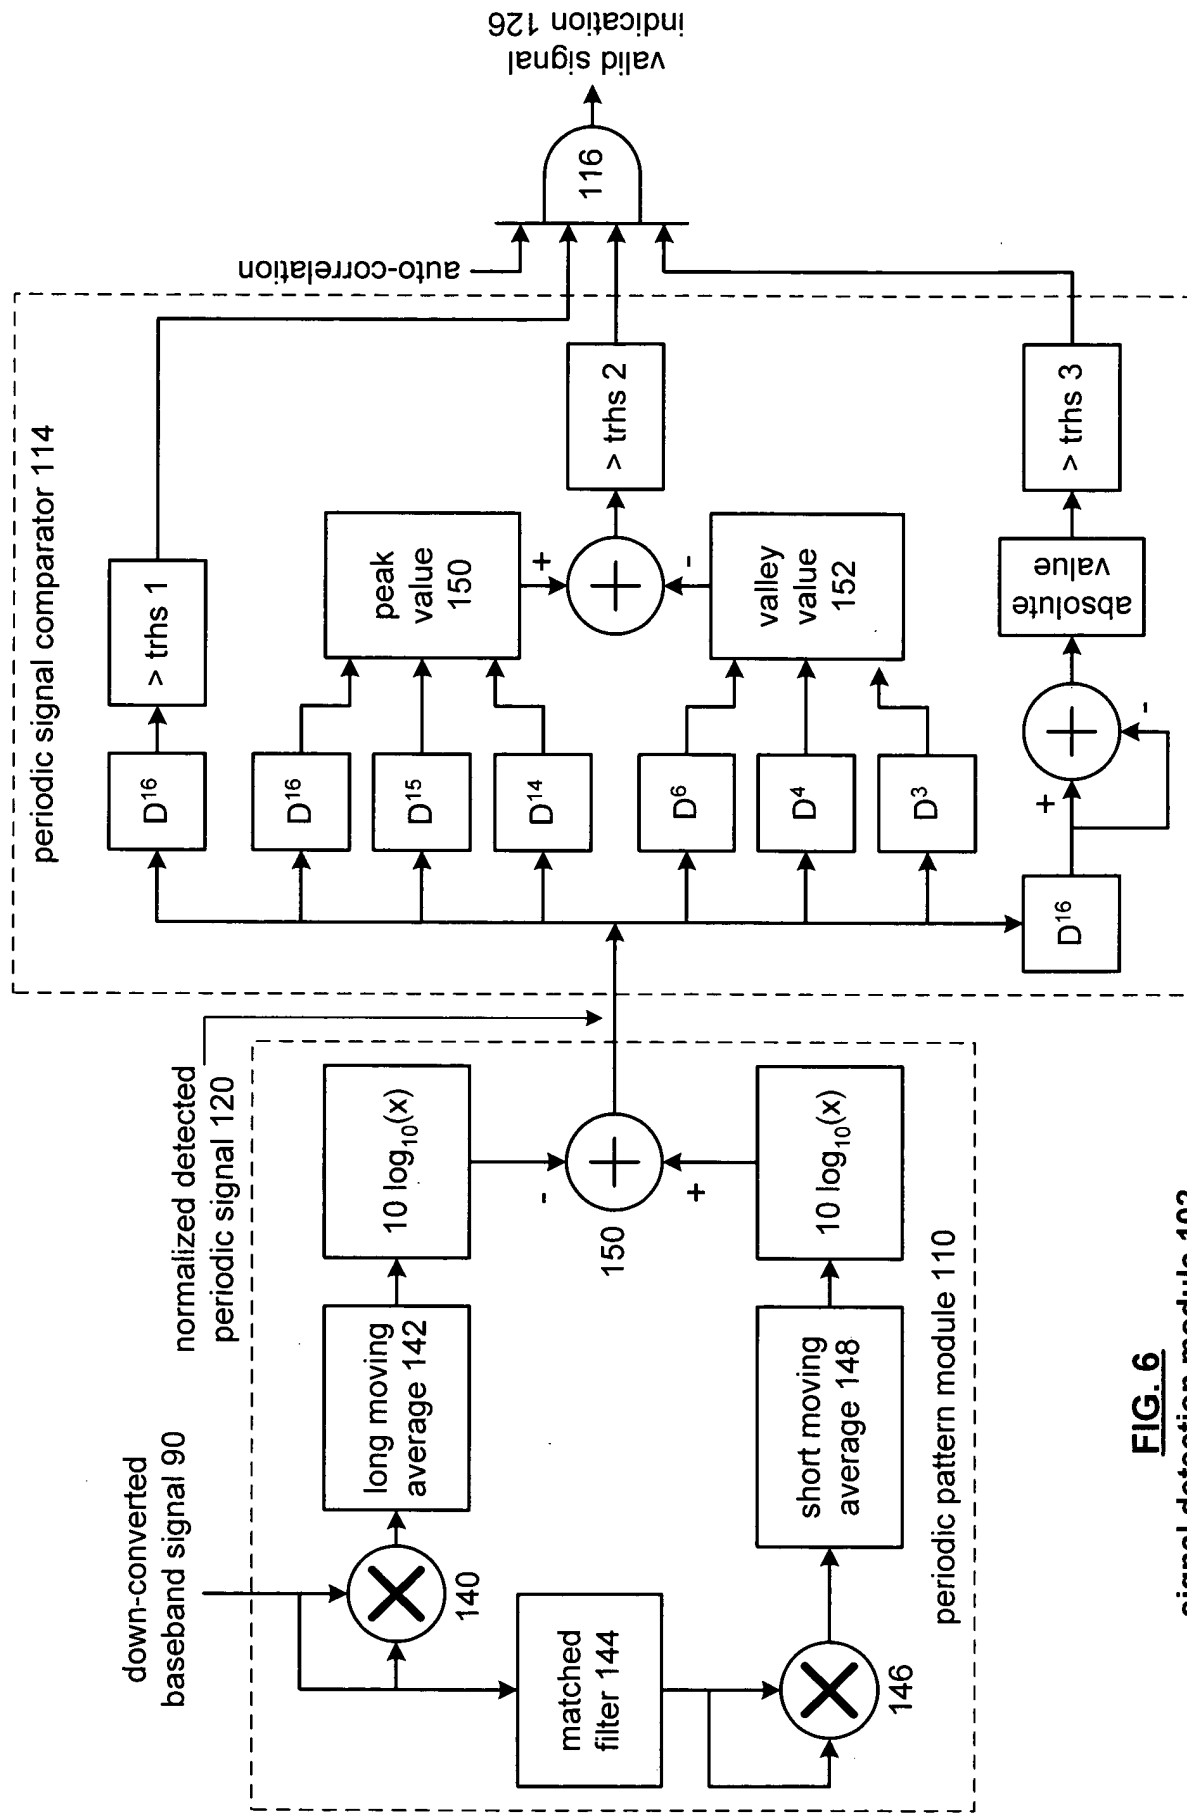 down-converted
baseband signal 90
normalized detected
periodic signal 120
140
long moving
average 142
10 log₁₀(x)
-
matched
filter 144
146
short moving
average 148
10 log₁₀(x)
+
150
periodic pattern module 110
periodic signal comparator 114
D¹⁶
> trhs 1
D¹⁶
D¹⁵
D¹⁴
peak
value
150
+
> trhs 2
D⁶
D⁴
D³
valley
value
152
-
D¹⁶
+
-
absolute
value
> trhs 3
auto-correlation
116
valid signal
indication 126
FIG. 6
signal detection module